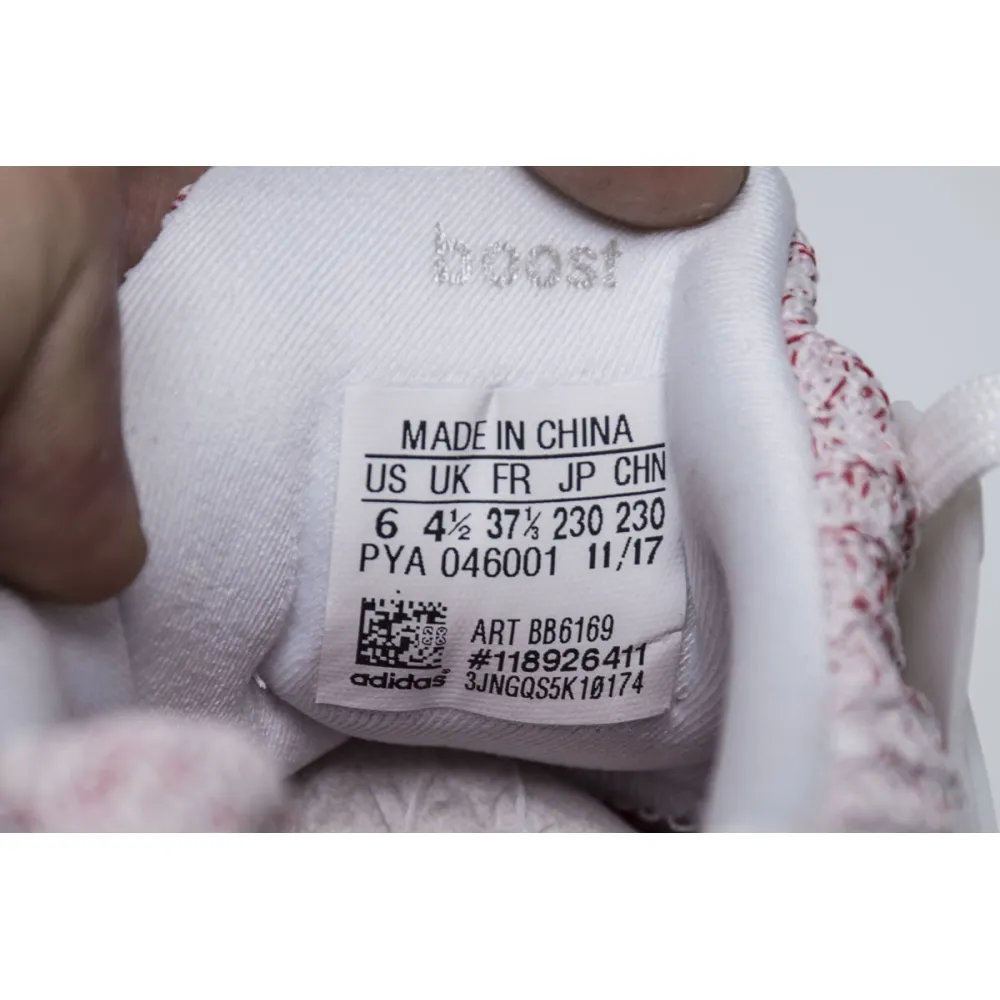 boost
MADE IN CHINA
US UK FR JP CHN
6 4½ 37⅓ 230 230
PYA 046001 11/17
ART BB6169
#118926411
adidas® 3JNGQS5K10174